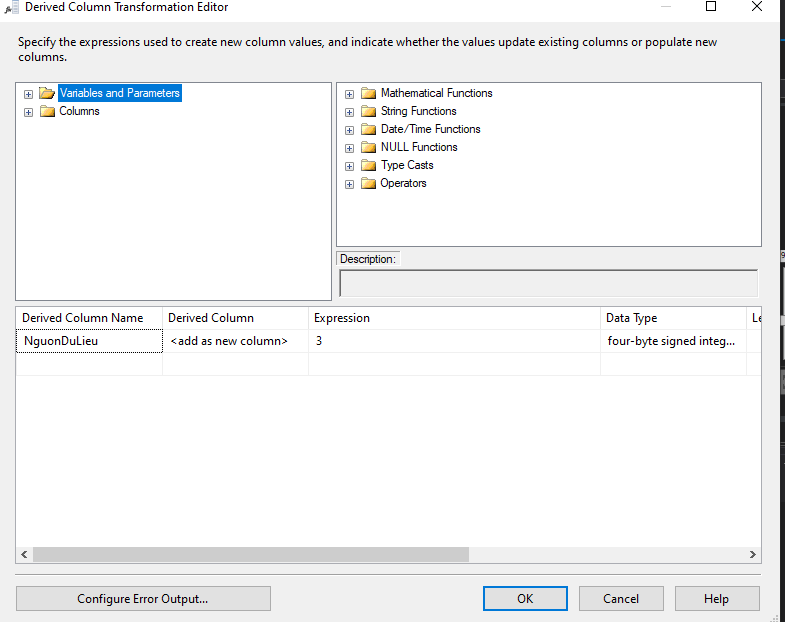 Derived Column Transformation Editor
Specify the expressions used to create new column values, and indicate whether the values update existing columns or populate new
columns.
Variables and Parameters
Columns
Mathematical Functions
String Functions
Date/Time Functions
NULL Functions
Type Casts
Operators
Description:
Derived Column Name Derived Column Expression Data Type Le
NguonDuLieu <add as new column> 3 four-byte signed integ...
Configure Error Output... OK Cancel Help